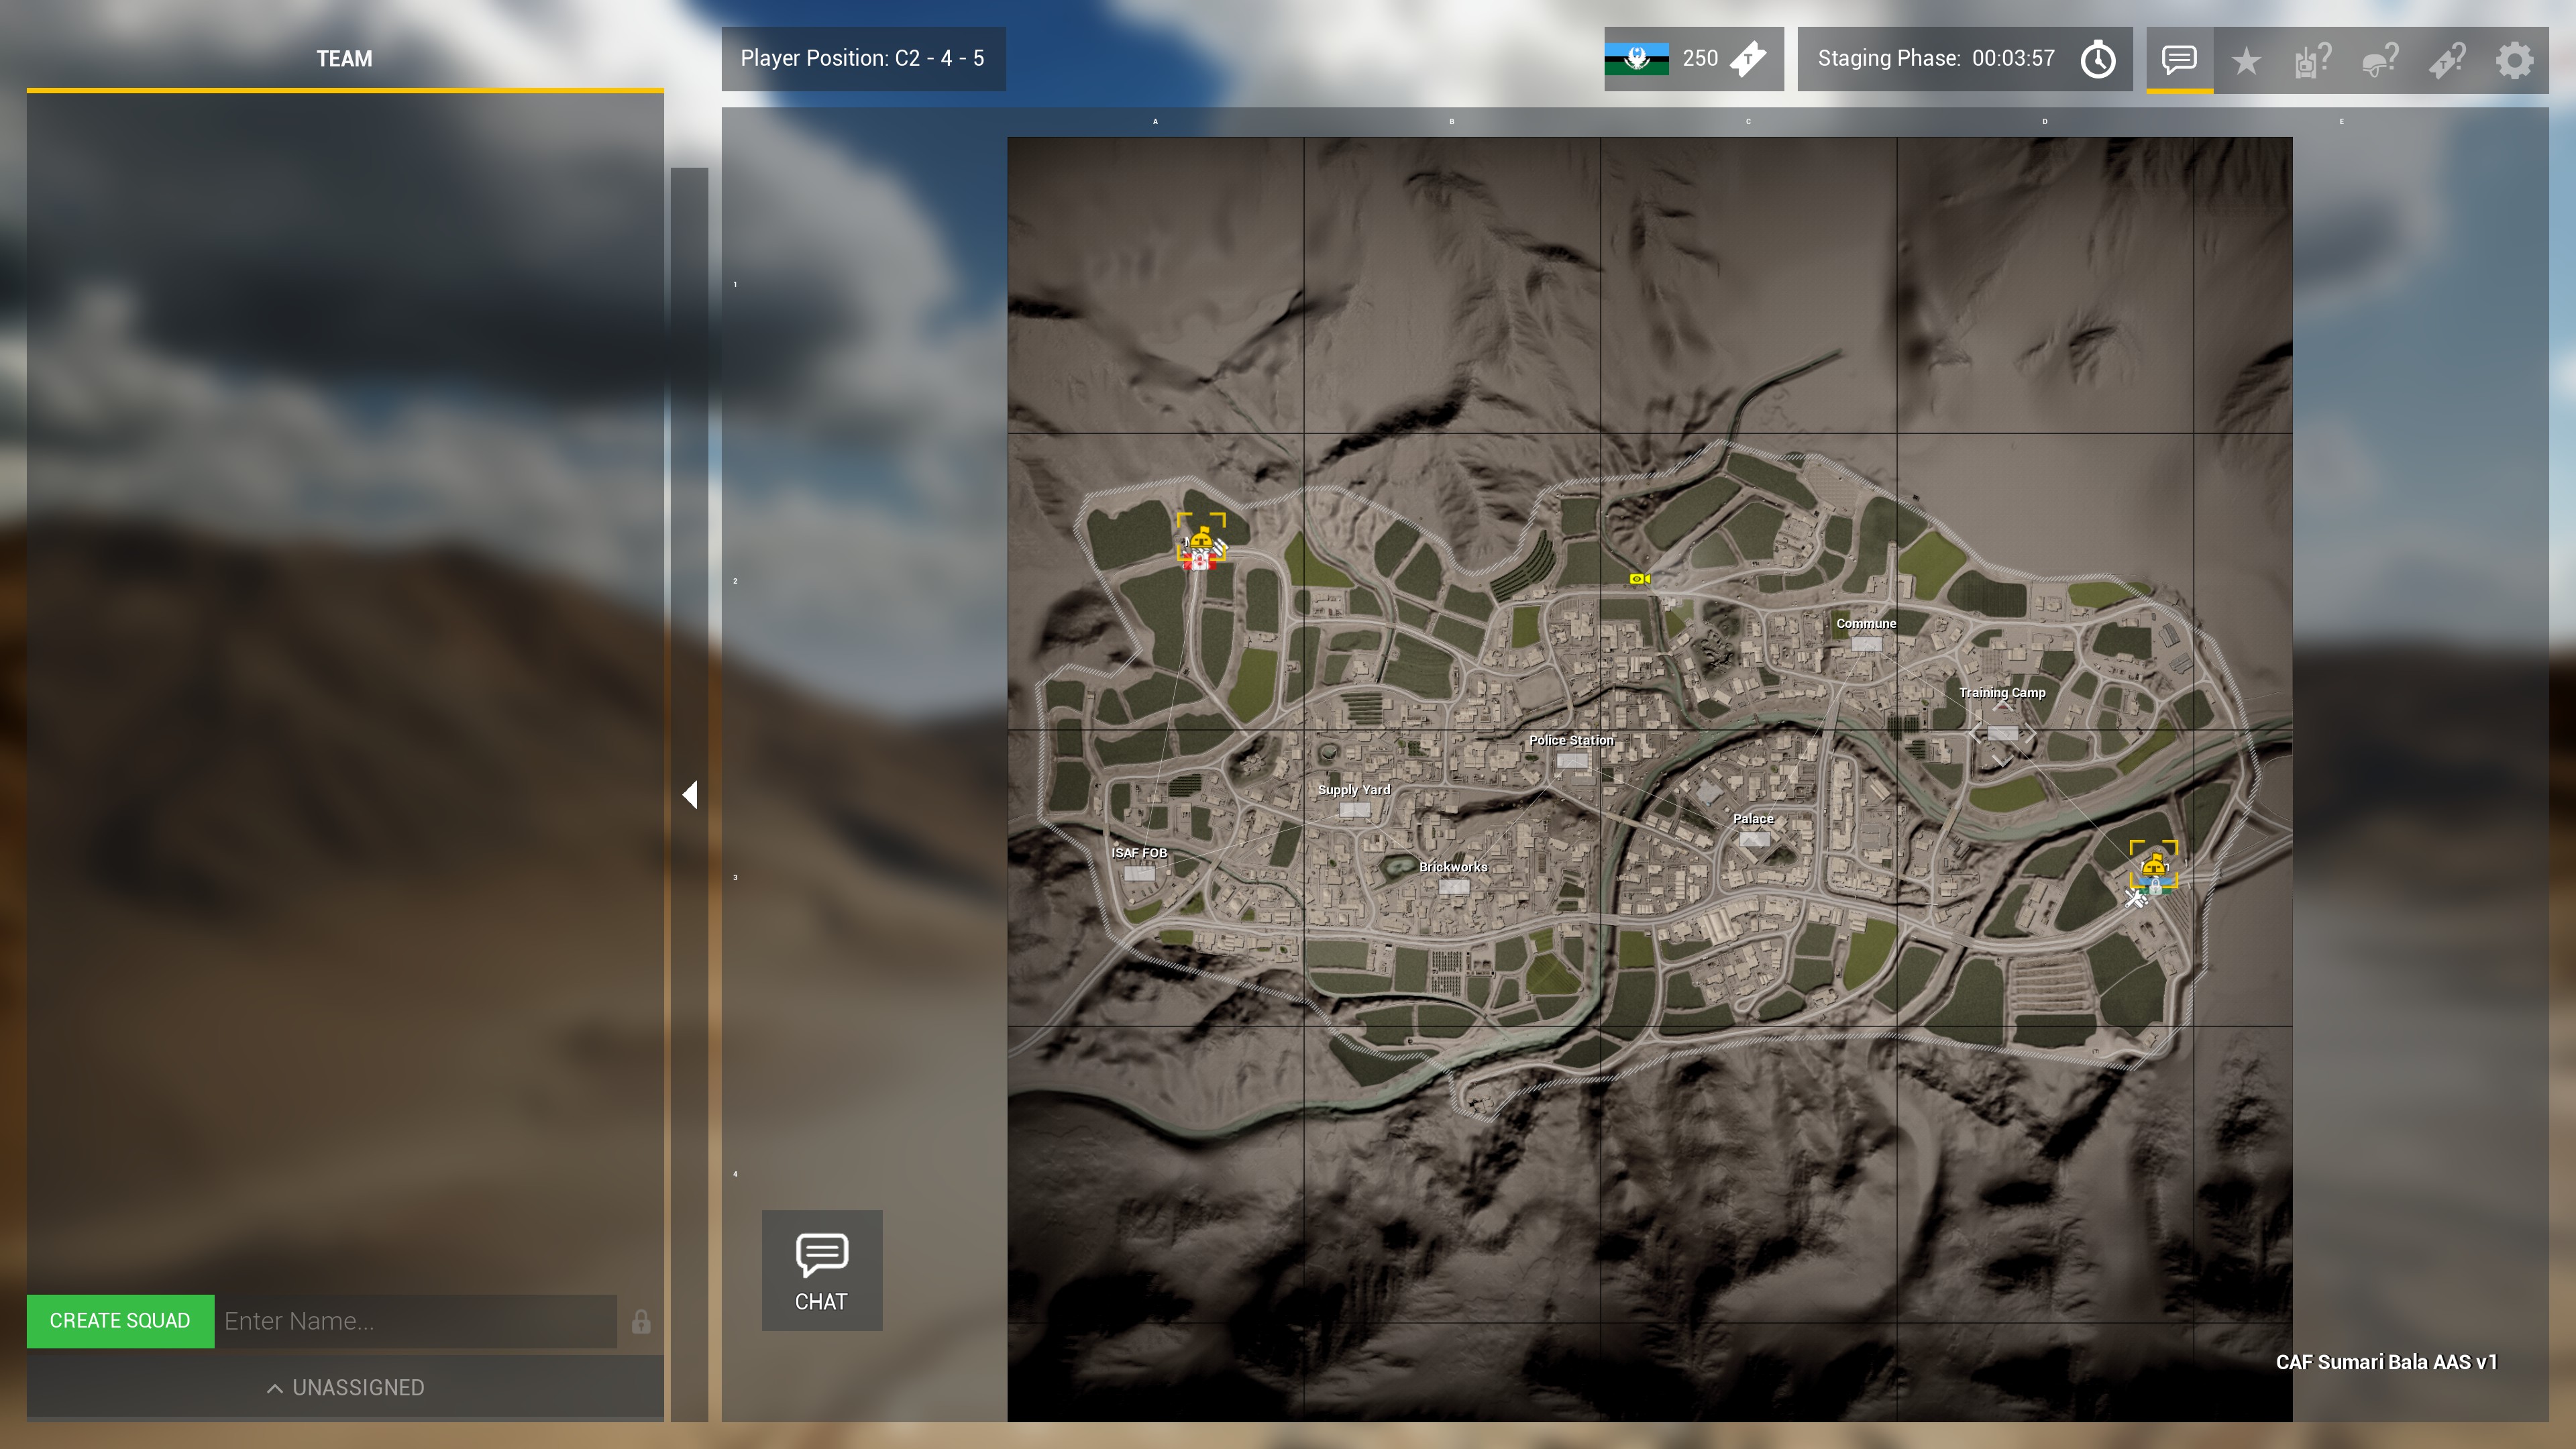 TEAM
Player Position: C2 - 4 - 5
250
T
Staging Phase: 00:03:57
A
B
C
D
E
1
2
3
4
Commune
Training Camp
Police Station
Supply Yard
Palace
ISAF FOB
Brickworks
CHAT
CREATE SQUAD
Enter Name...
UNASSIGNED
CAF Sumari Bala AAS v1